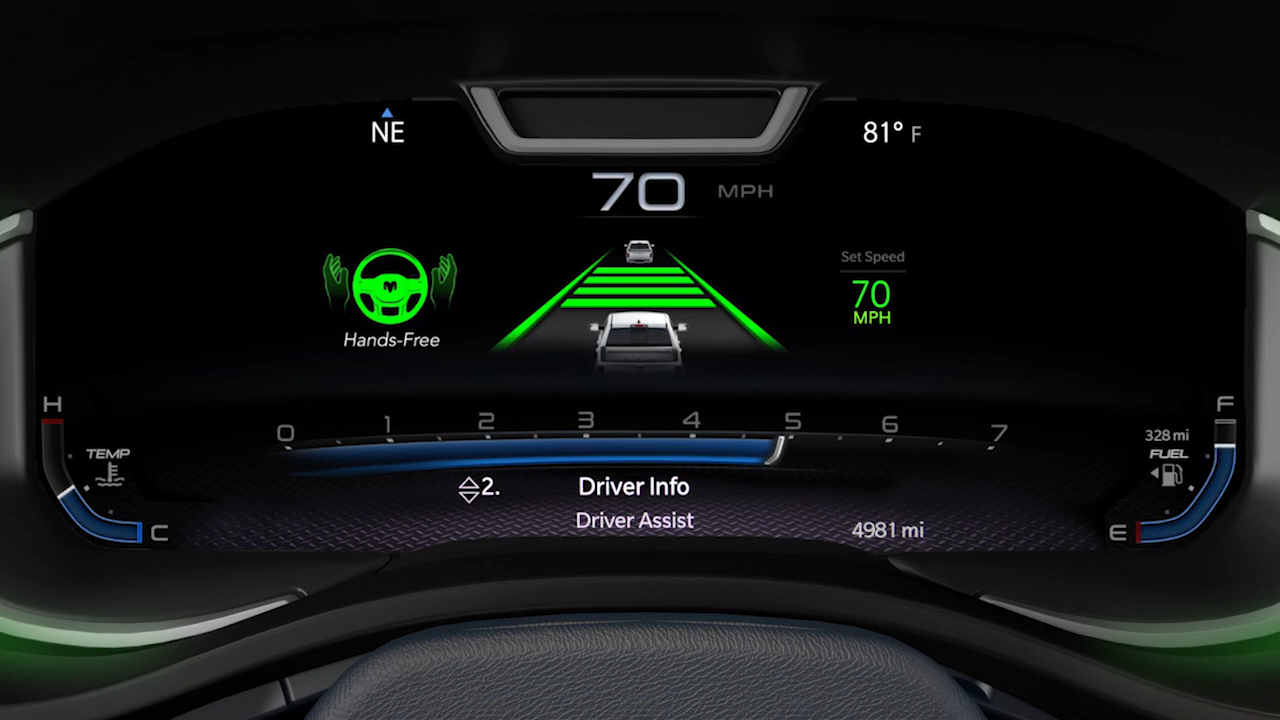 NE
81° F
70 MPH
Set Speed
70
MPH
Hands-Free
H
F
0 1 2 3 4 5 6 7
328 mi
TEMP
FUEL
2.
Driver Info
Driver Assist
4981 mi
C
E